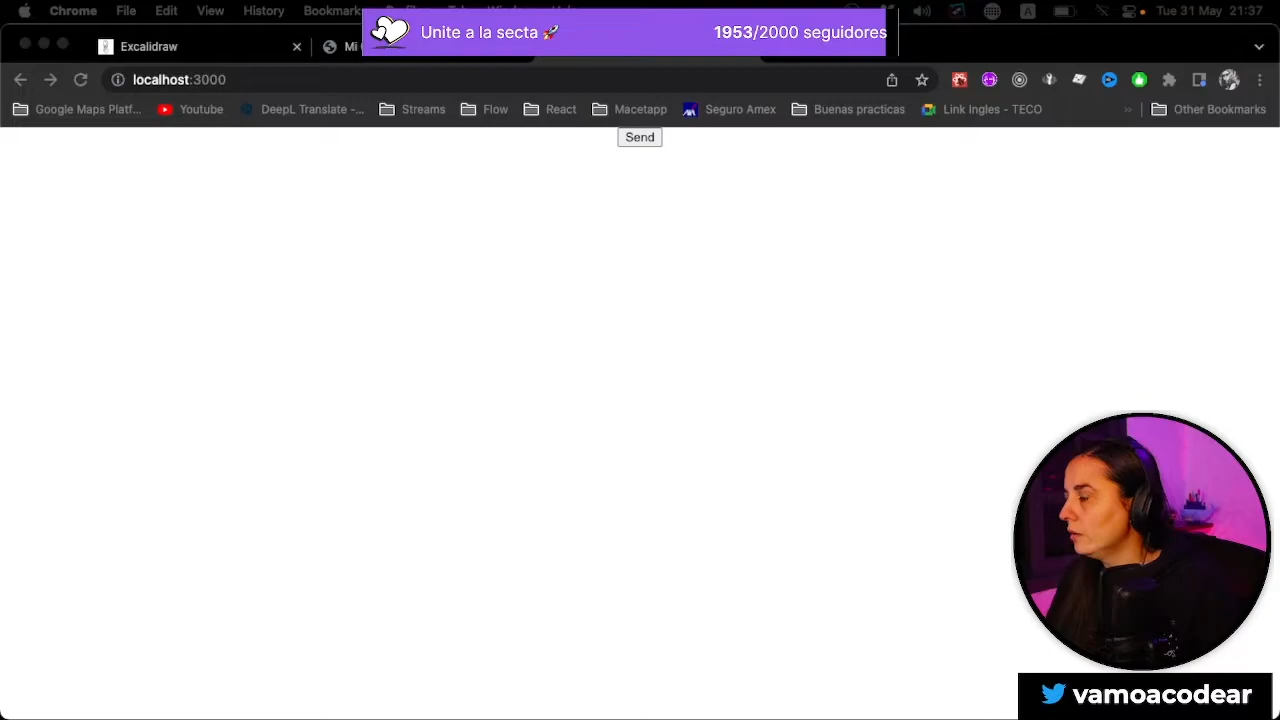 Chrome File Edit View History Bookmark
Tue 31 May 21:37
Unite a la secta 🚀 1953/2000 seguidores
Excalidraw
Mi
localhost:3000
Google Maps Platf... Youtube DeepL Translate -... Streams Flow React Macetapp Seguro Amex Buenas practicas Link Ingles - TECO » Other Bookmarks
Send
vamoacodear